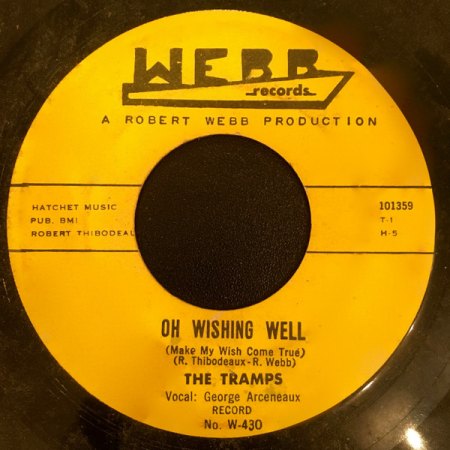 WEBB
records
A ROBERT WEBB PRODUCTION
HATCHET MUSIC
PUB. BMI
ROBERT THIBODEAU
101359
T-1
H-5
OH WISHING WELL
(Make My Wish Come True)
(R. Thibodeaux-R. Webb)
THE TRAMPS
Vocal: George Arceneaux
RECORD
No. W-430